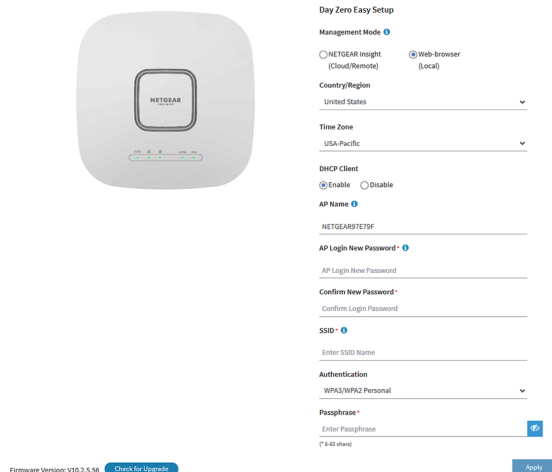 Day Zero Easy Setup
Management Mode
NETGEAR Insight
(Cloud/Remote)
Web-browser
(Local)
Country/Region
United States
Time Zone
USA-Pacific
DHCP Client
Enable
Disable
AP Name
NETGEAR97E79F
AP Login New Password*
AP Login New Password
Confirm New Password*
Confirm Login Password
SSID*
Enter SSID Name
Authentication
WPA3/WPA2 Personal
Passphrase*
Enter Passphrase
(* 8-63 chars)
NETGEAR
INSIGHT
Firmware Version: V10.2.5.56
Check for Upgrade
Apply